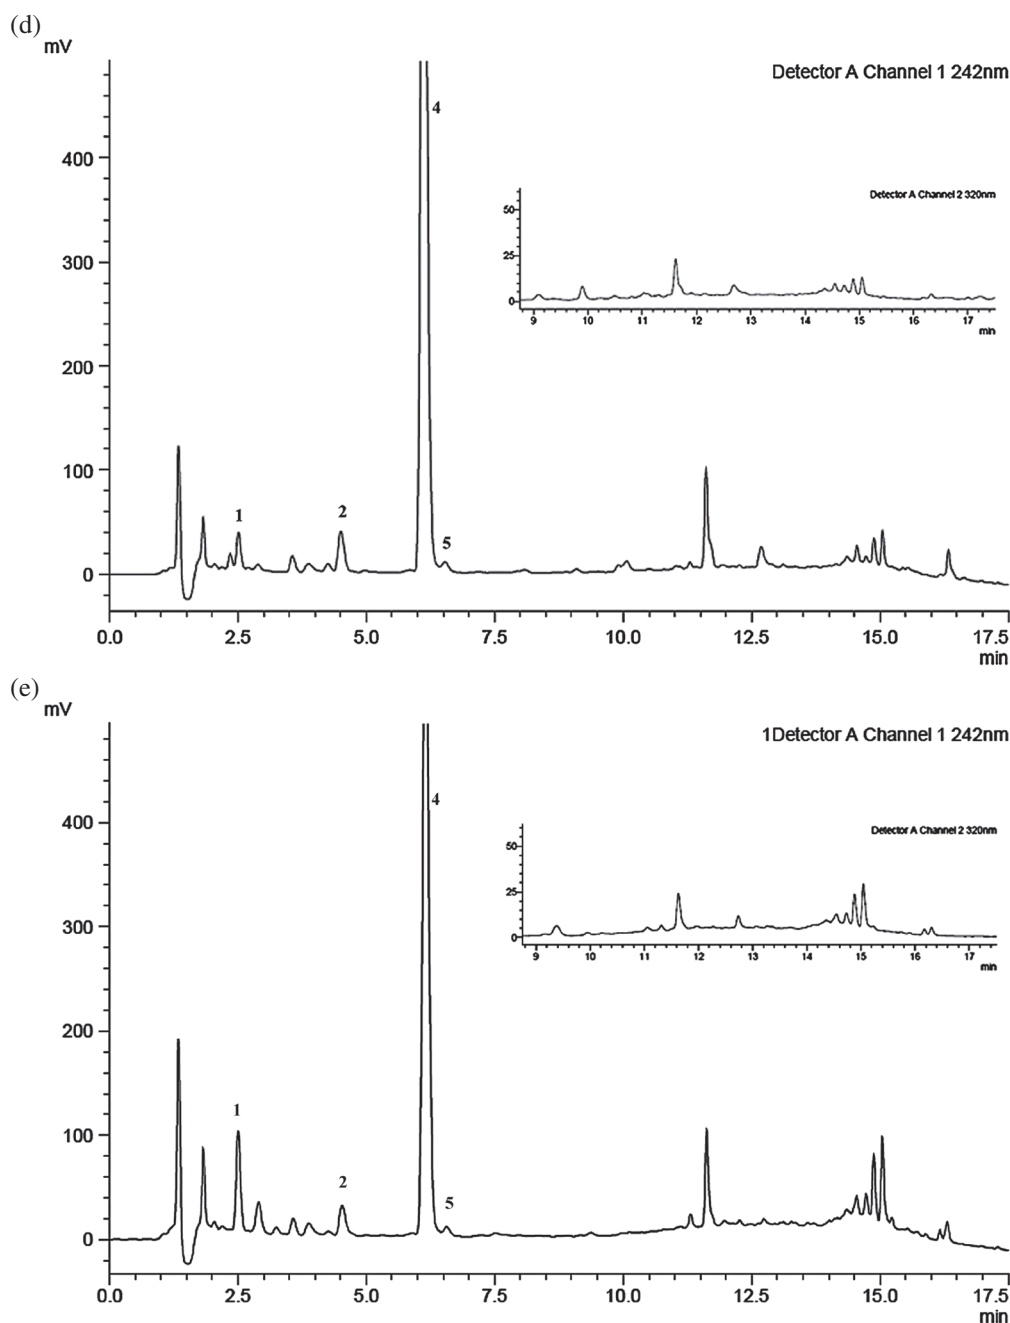 (d)
mV
Detector A Channel 1 242nm
4
400
Detector A Channel 2 320nm
50
25
0
9 10 11 12 13 14 15 16 17
min
300
200
100
1 2 5
0
0.0 2.5 5.0 7.5 10.0 12.5 15.0 17.5
min
(e)
mV
1Detector A Channel 1 242nm
4
400
Detector A Channel 2 320nm
50
25
0
9 10 11 12 13 14 15 16 17
min
300
200
100
1
2
5
0
0.0 2.5 5.0 7.5 10.0 12.5 15.0 17.5
min